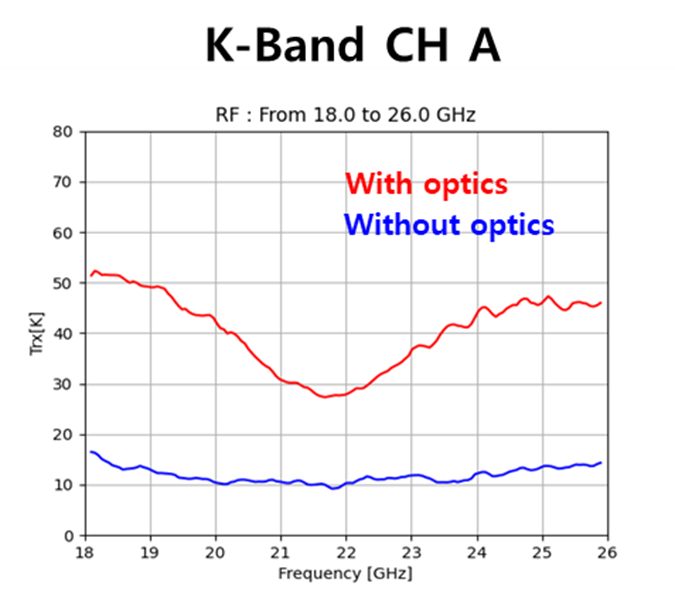 K-Band CH A
RF : From 18.0 to 26.0 GHz
80
70
60
50
40
30
20
10
0
With optics
Without optics
Trx[K]
18 19 20 21 22 23 24 25 26
Frequency [GHz]